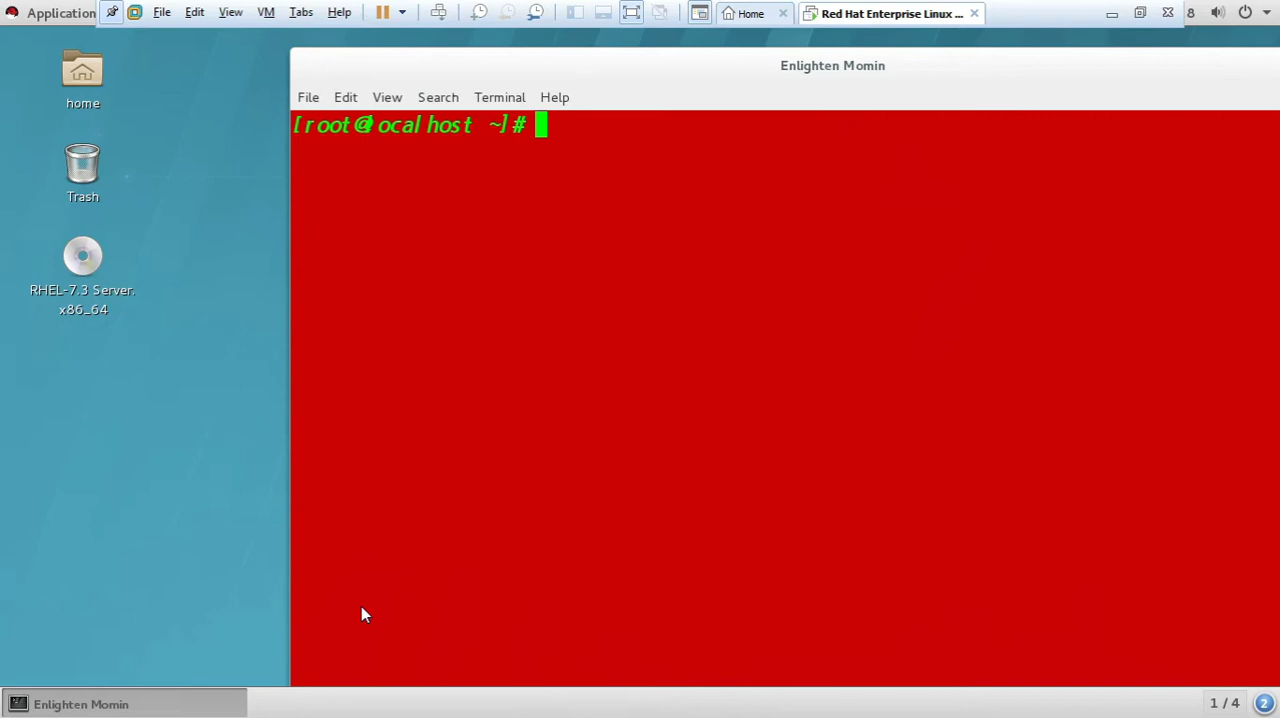 Application File Edit View VM Tabs Help Home Red Hat Enterprise Linux ... 8
Enlighten Momin
home
File Edit View Search Terminal Help
[root@localhost ~]#
Trash
RHEL-7.3 Server.
x86_64
Enlighten Momin
1 / 4 2